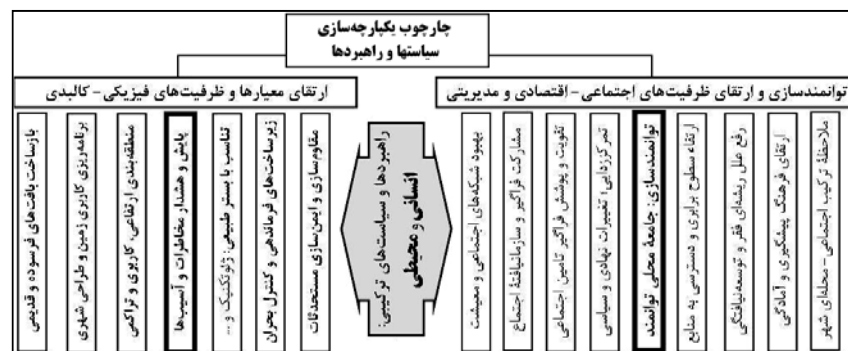 چارچوب یکپارچه‌سازی
سیاستها و راهبردها
توانمندسازی و ارتقای ظرفیت‌های اجتماعی - اقتصادی و مدیریتی
ارتقای معیارها و ظرفیت‌های فیزیکی - کالبدی
ملاحظهٔ ترکیب اجتماعی - محله‌ای شهر
ارتقای فرهنگ پیشگیری و آمادگی
رفع علل ریشه‌ای فقر و توسعه‌نیافتگی
ارتقاء سطوح برابری و دسترسی به منابع
توانمندسازی: جامعهٔ محلی توانمند
تمرکززدایی؛ تغییرات نهادی و سیاسی
تقویت و پوشش فراگیر تامین اجتماعی
مشارکت فراگیر و سازمانیافتهٔ اجتماع
بهبود شبکه‌های اجتماعی و معیشت
راهبردها و سیاست‌های ترکیبی:
انسانی و محیطی
مقاوم‌سازی و ایمن‌سازی مستحدثات
زیرساخت‌های فرماندهی و کنترل بحران
تناسب با بستر طبیعی: ژئوتکنیک و ...
پایش و هشدار مخاطرات و آسیب‌ها
منطقه‌بندی ارتفاعی، کاربری و تراکمی
برنامه‌ریزی کاربری زمین و طراحی شهری
بازساخت بافت‌های فرسوده و قدیمی